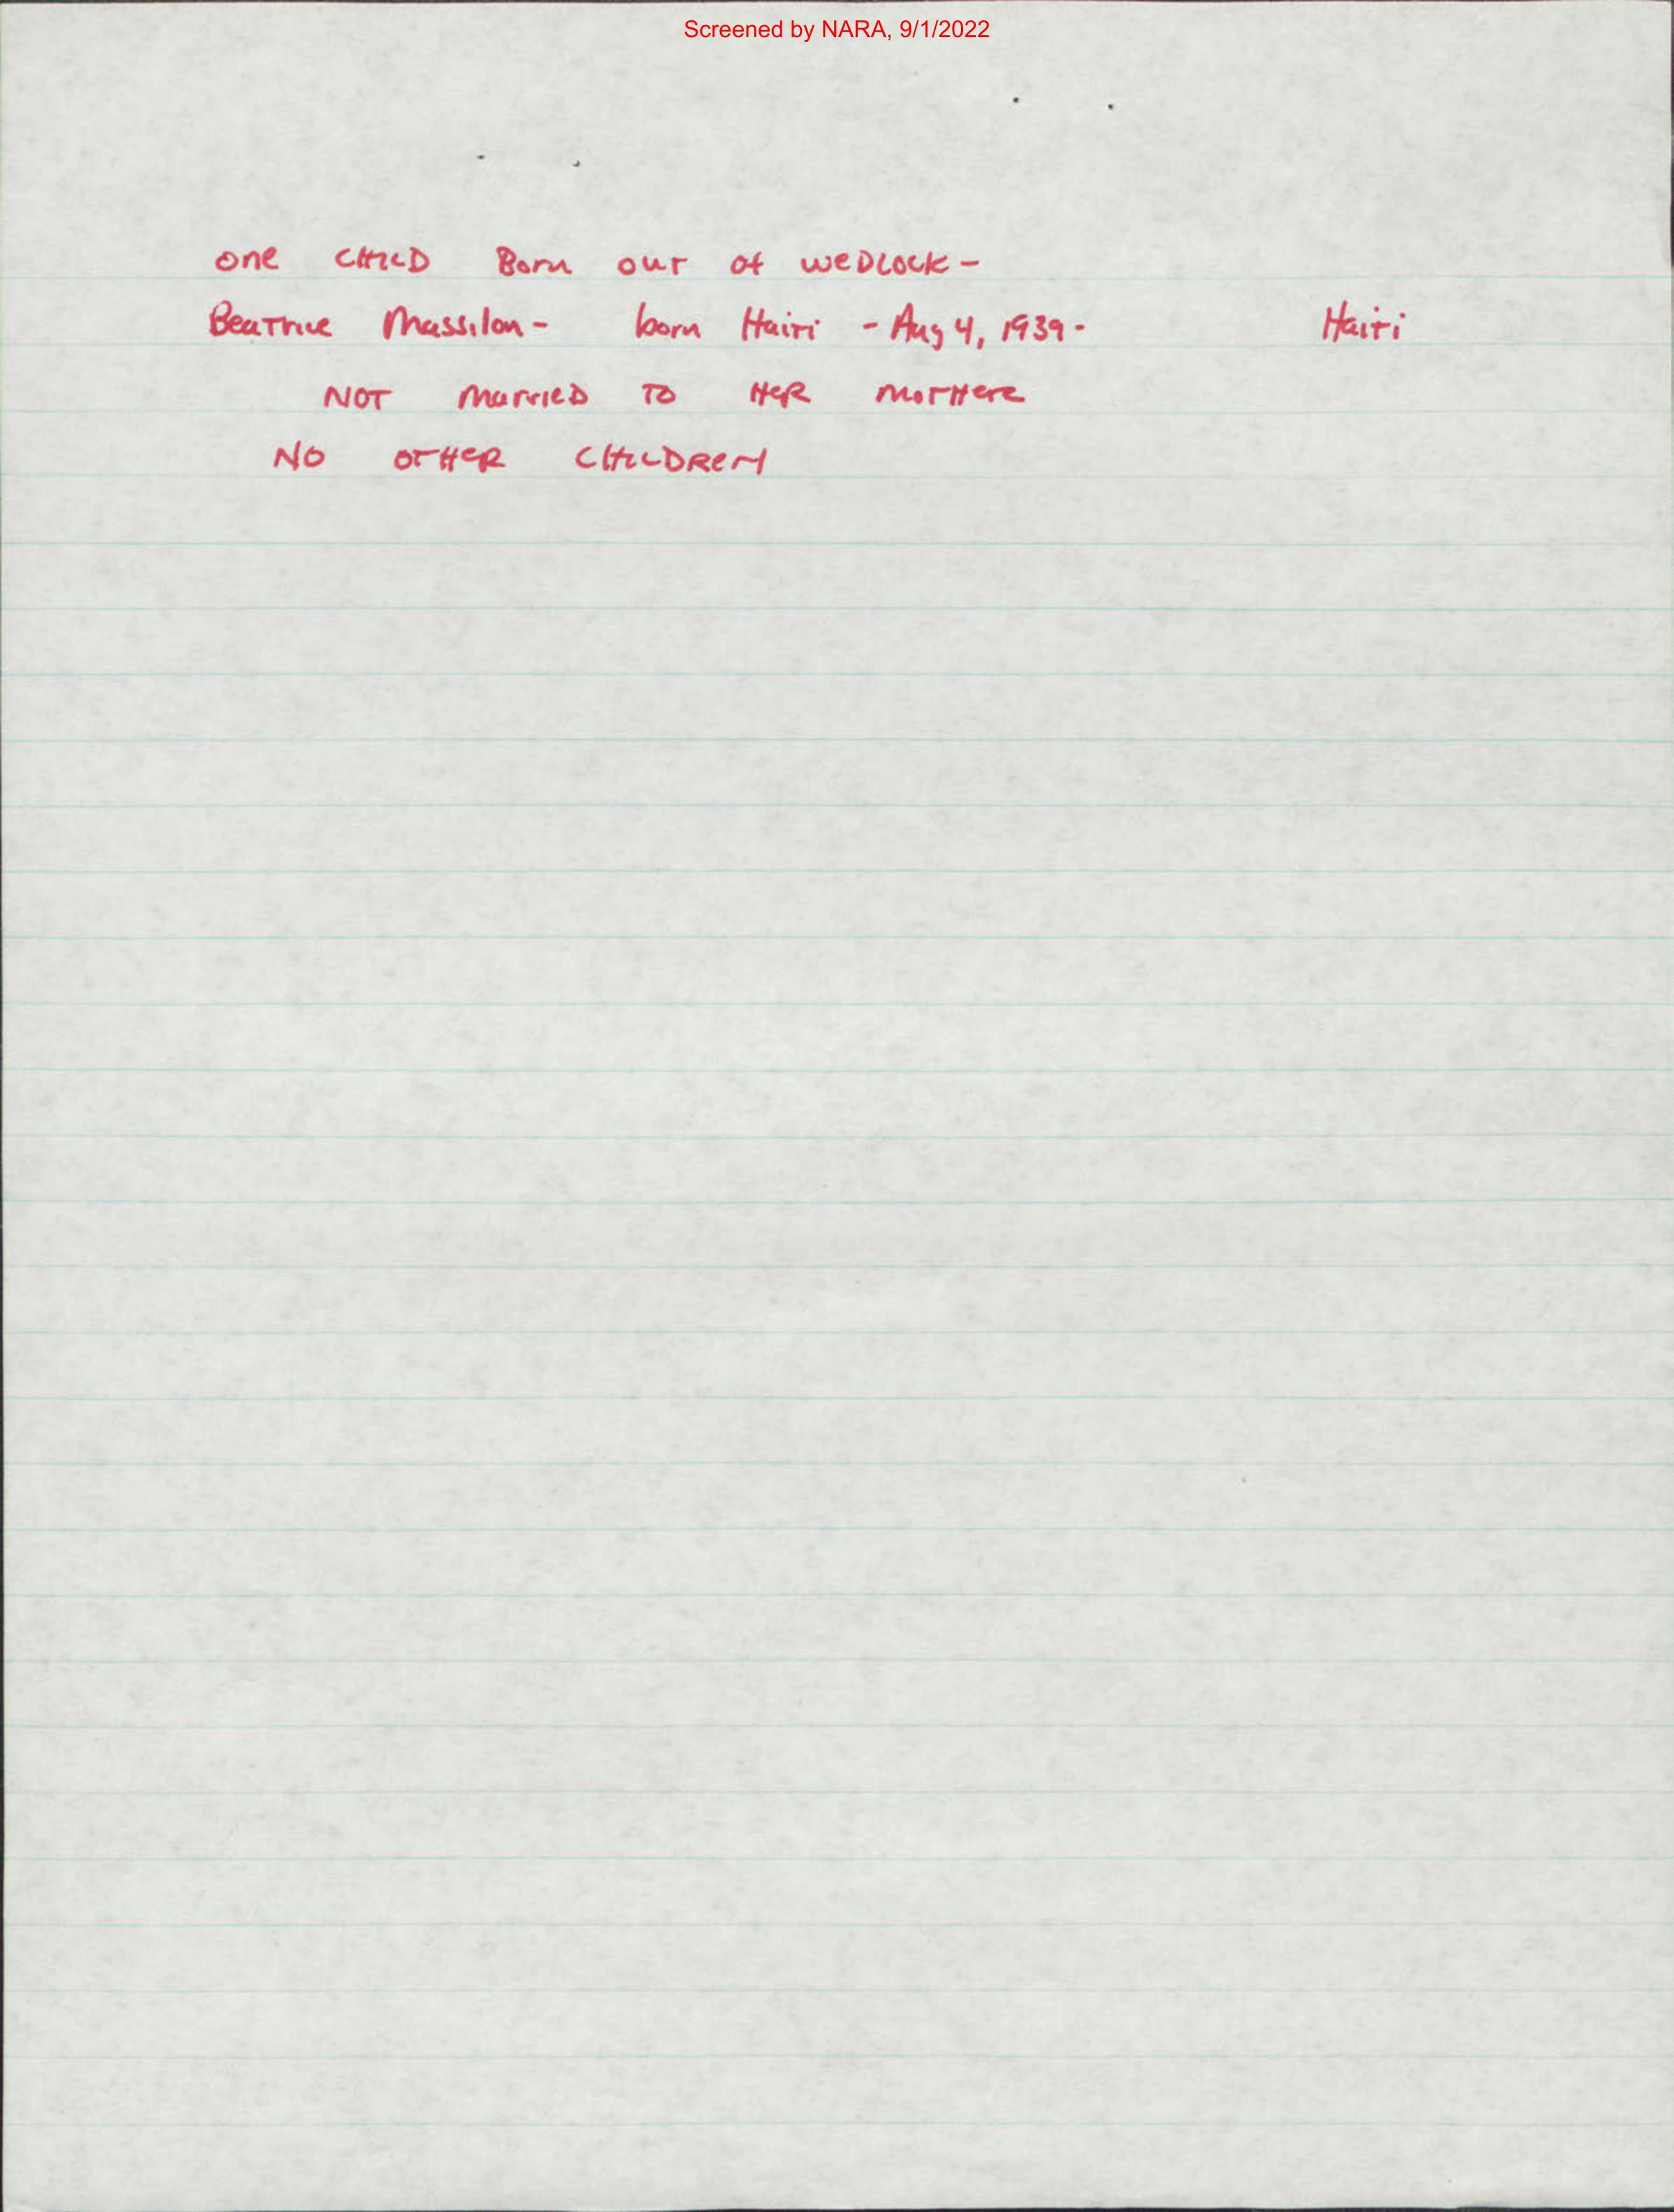 Screened by NARA, 9/1/2022
one CHILD Born out of weDLOCK -
Beatrice Massilon - born Haiti - Aug 4, 1939 - Haiti
NOT married TO HER mother
NO OTHER CHILDREN